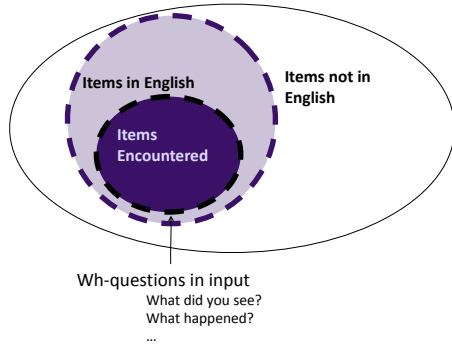 Items in English
Items not in
English
Items
Encountered
Wh-questions in input
What did you see?
What happened?
...